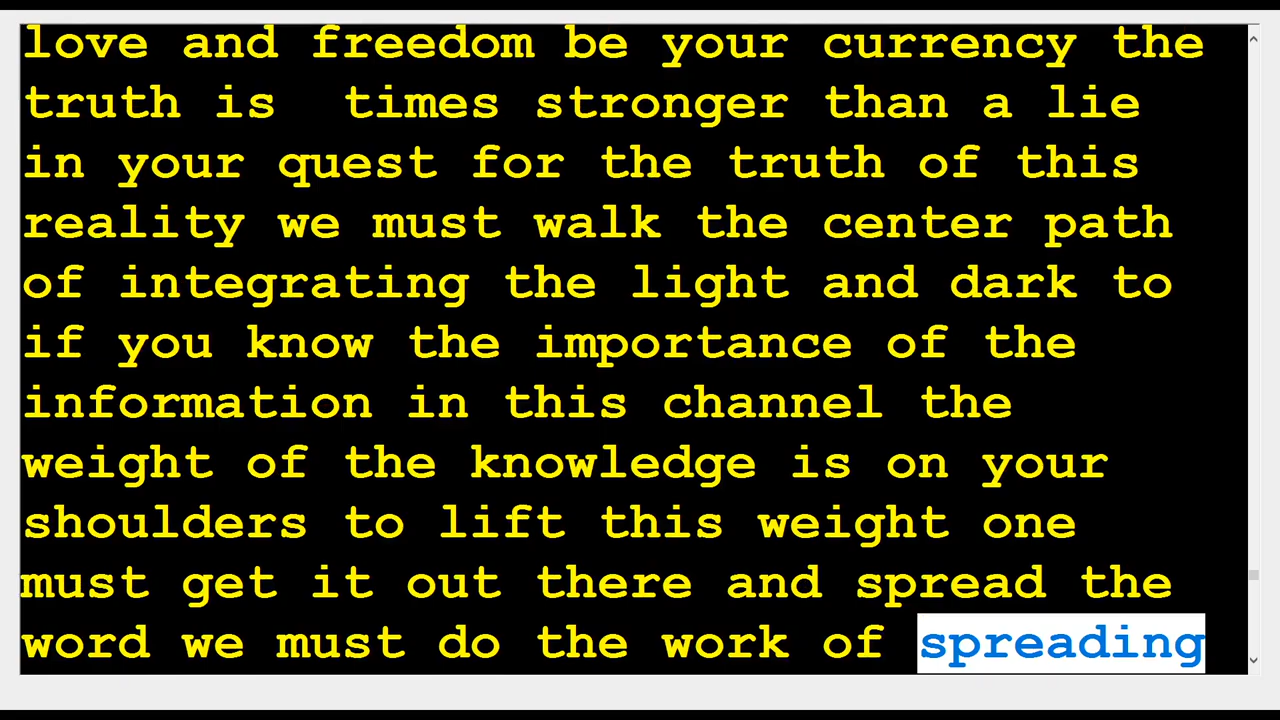 love and freedom be your currency the
truth is  times stronger than a lie
in your quest for the truth of this
reality we must walk the center path
of integrating the light and dark to
if you know the importance of the
information in this channel the
weight of the knowledge is on your
shoulders to lift this weight one
must get it out there and spread the
word we must do the work of spreading